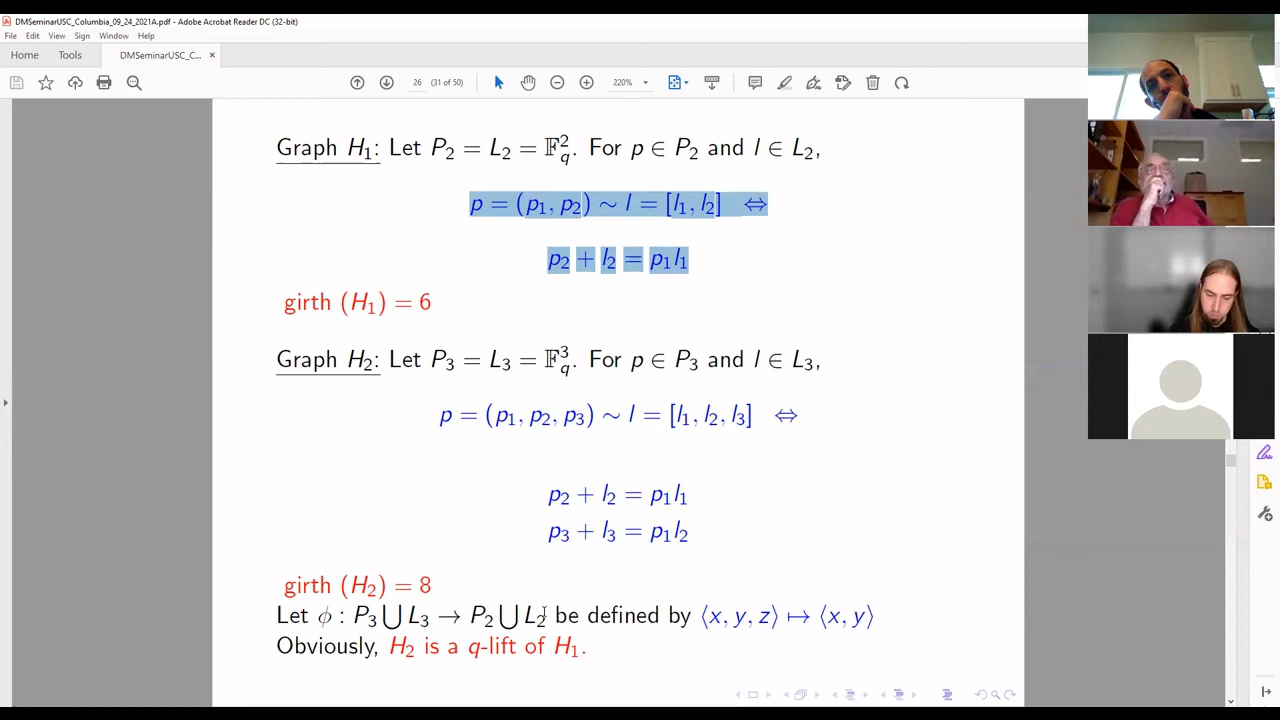 DMSeminarUSC_Columbia_09_24_2021A.pdf - Adobe Acrobat Reader DC (32-bit)
File Edit View Sign Window Help
Home Tools DMSeminarUSC_C... ×
26 (31 of 50) 220%
Graph H₁: Let P₂ = L₂ = 𝔽²_q. For p ∈ P₂ and l ∈ L₂,
p = (p₁, p₂) ∼ l = [l₁, l₂] ⇔
p₂ + l₂ = p₁l₁
girth (H₁) = 6
Graph H₂: Let P₃ = L₃ = 𝔽³_q. For p ∈ P₃ and l ∈ L₃,
p = (p₁, p₂, p₃) ∼ l = [l₁, l₂, l₃] ⇔
p₂ + l₂ = p₁l₁
p₃ + l₃ = p₁l₂
girth (H₂) = 8
Let ϕ : P₃ ⋃ L₃ → P₂ ⋃ L₂ be defined by ⟨x, y, z⟩ ↦ ⟨x, y⟩
Obviously, H₂ is a q-lift of H₁.